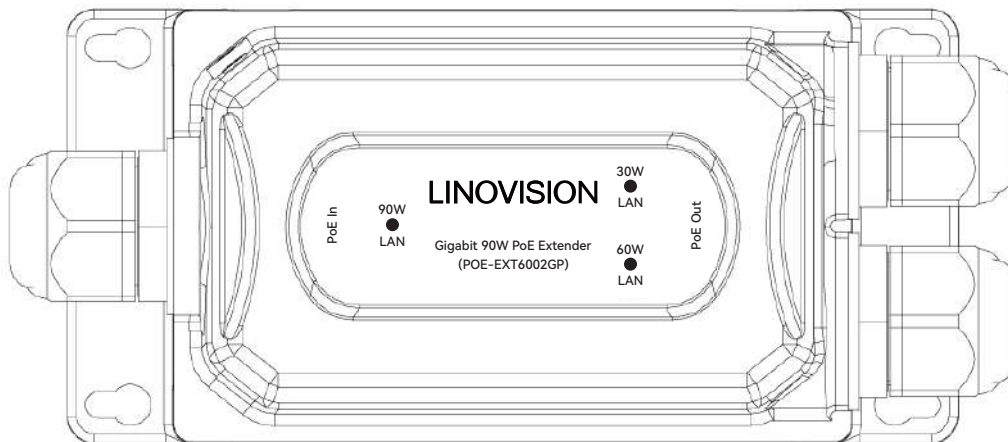 PoE In
90W
LAN
LINOVISION
Gigabit 90W PoE Extender
(POE-EXT6002GP)
30W
LAN
60W
LAN
PoE Out